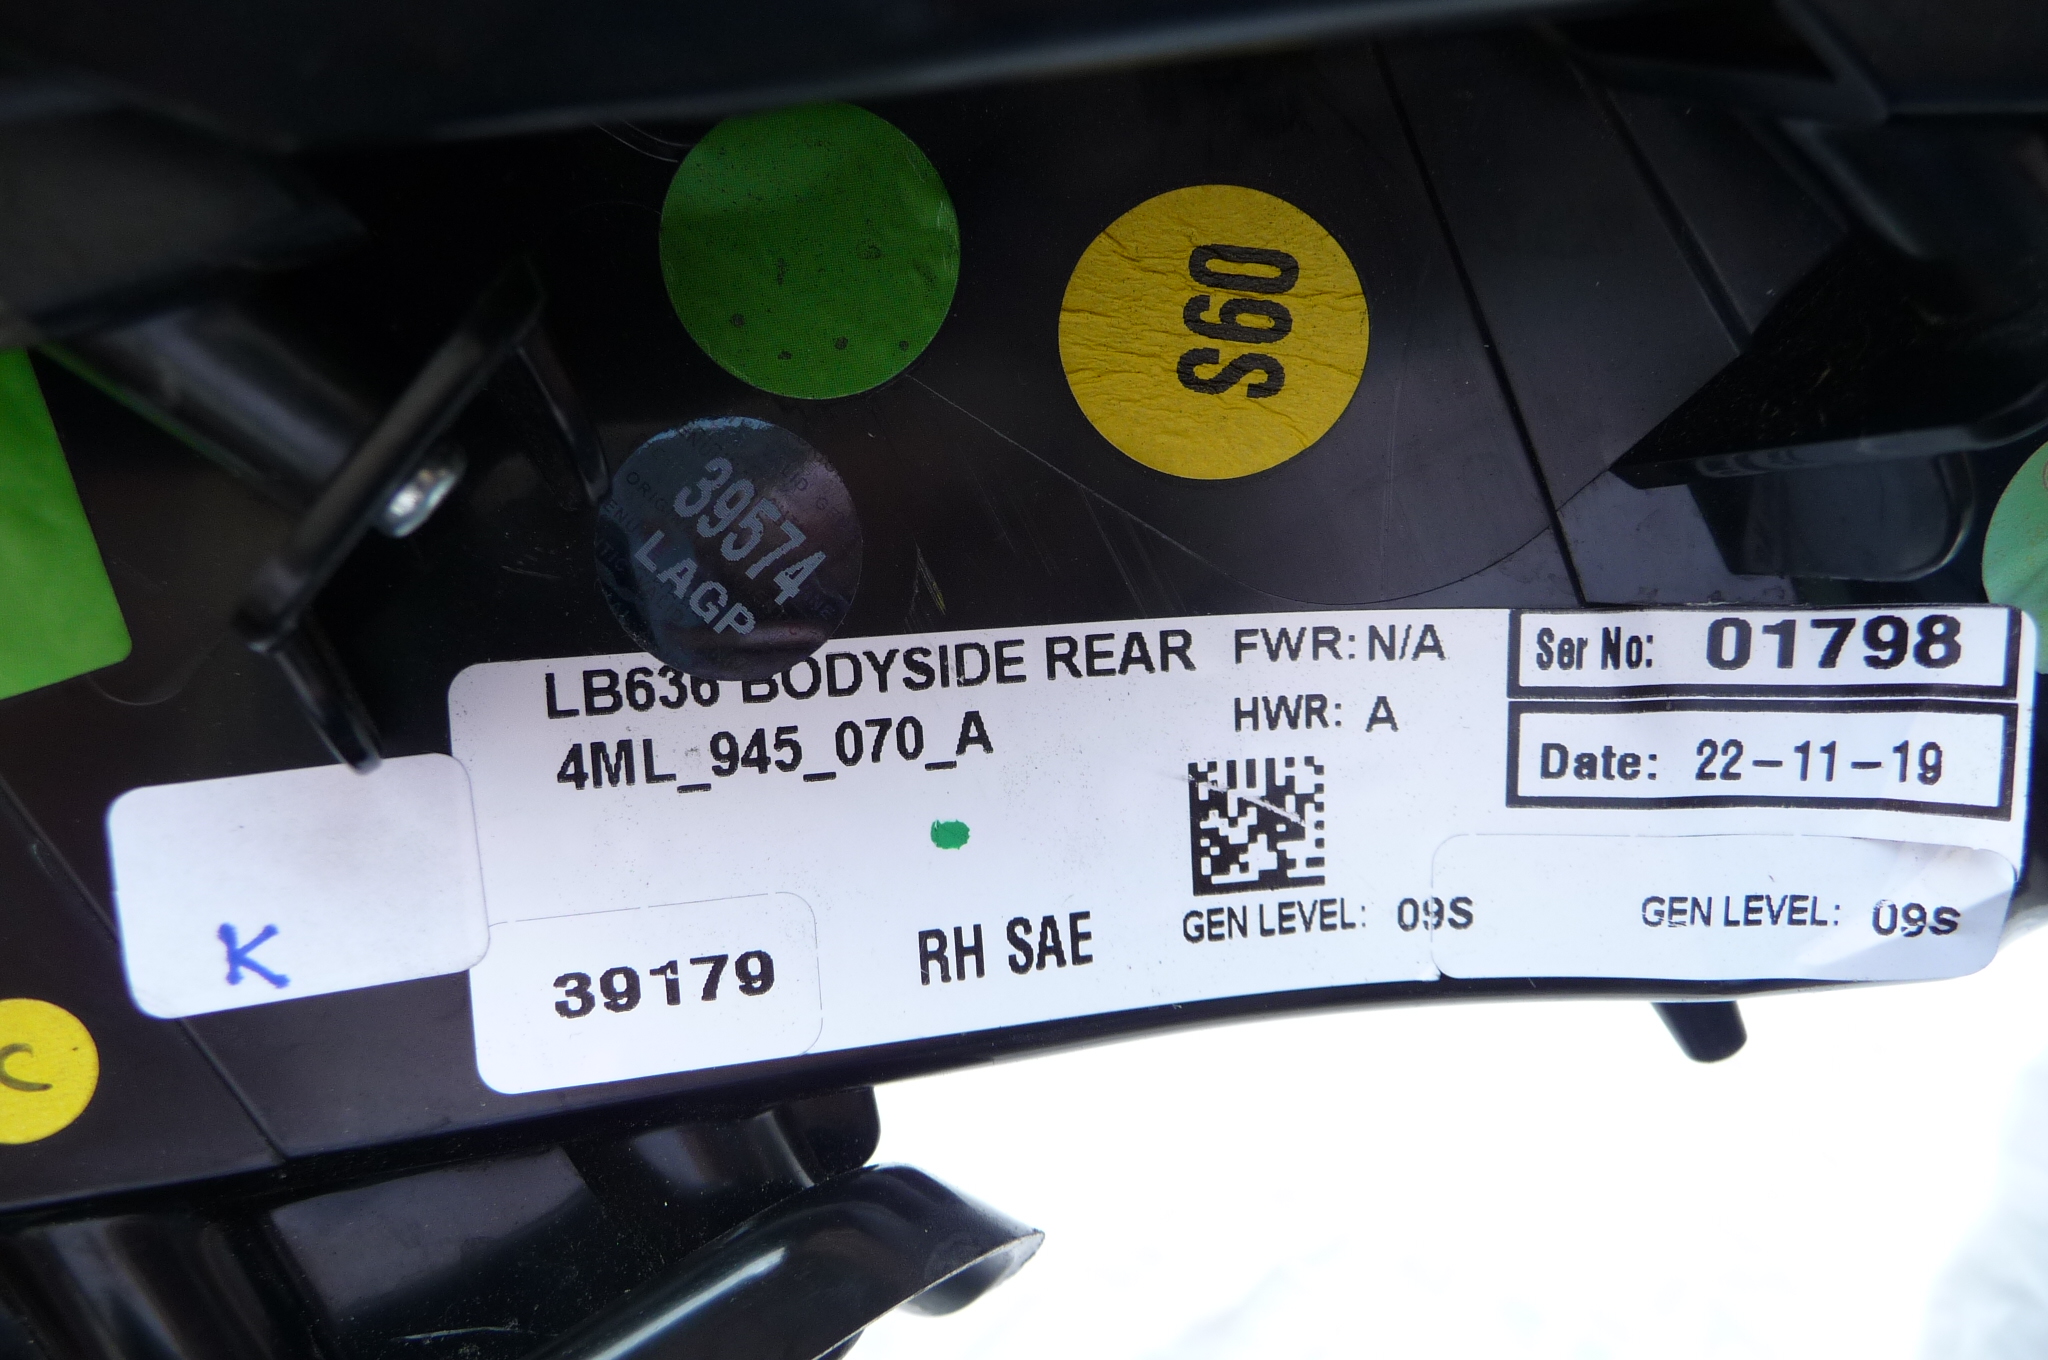 S60
39574
LAGP
LB636 BODYSIDE REAR
4ML_945_070_A
FWR: N/A
HWR: A
Ser No: 01798
Date: 22-11-19
GEN LEVEL: 09S
GEN LEVEL: 09S
RH SAE
39179
K
C